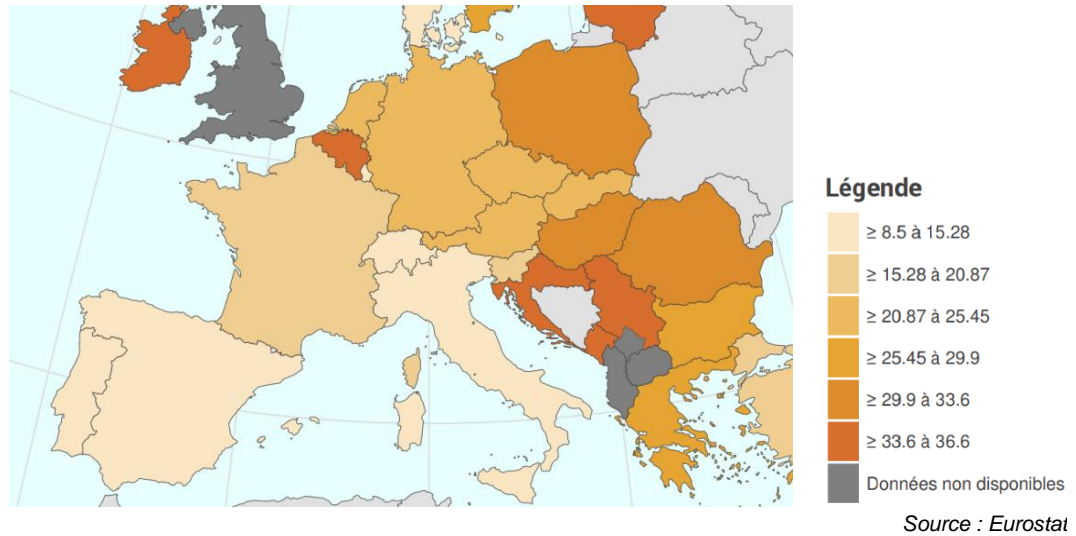 Légende
≥ 8.5 à 15.28
≥ 15.28 à 20.87
≥ 20.87 à 25.45
≥ 25.45 à 29.9
≥ 29.9 à 33.6
≥ 33.6 à 36.6
Données non disponibles
Source : Eurostat